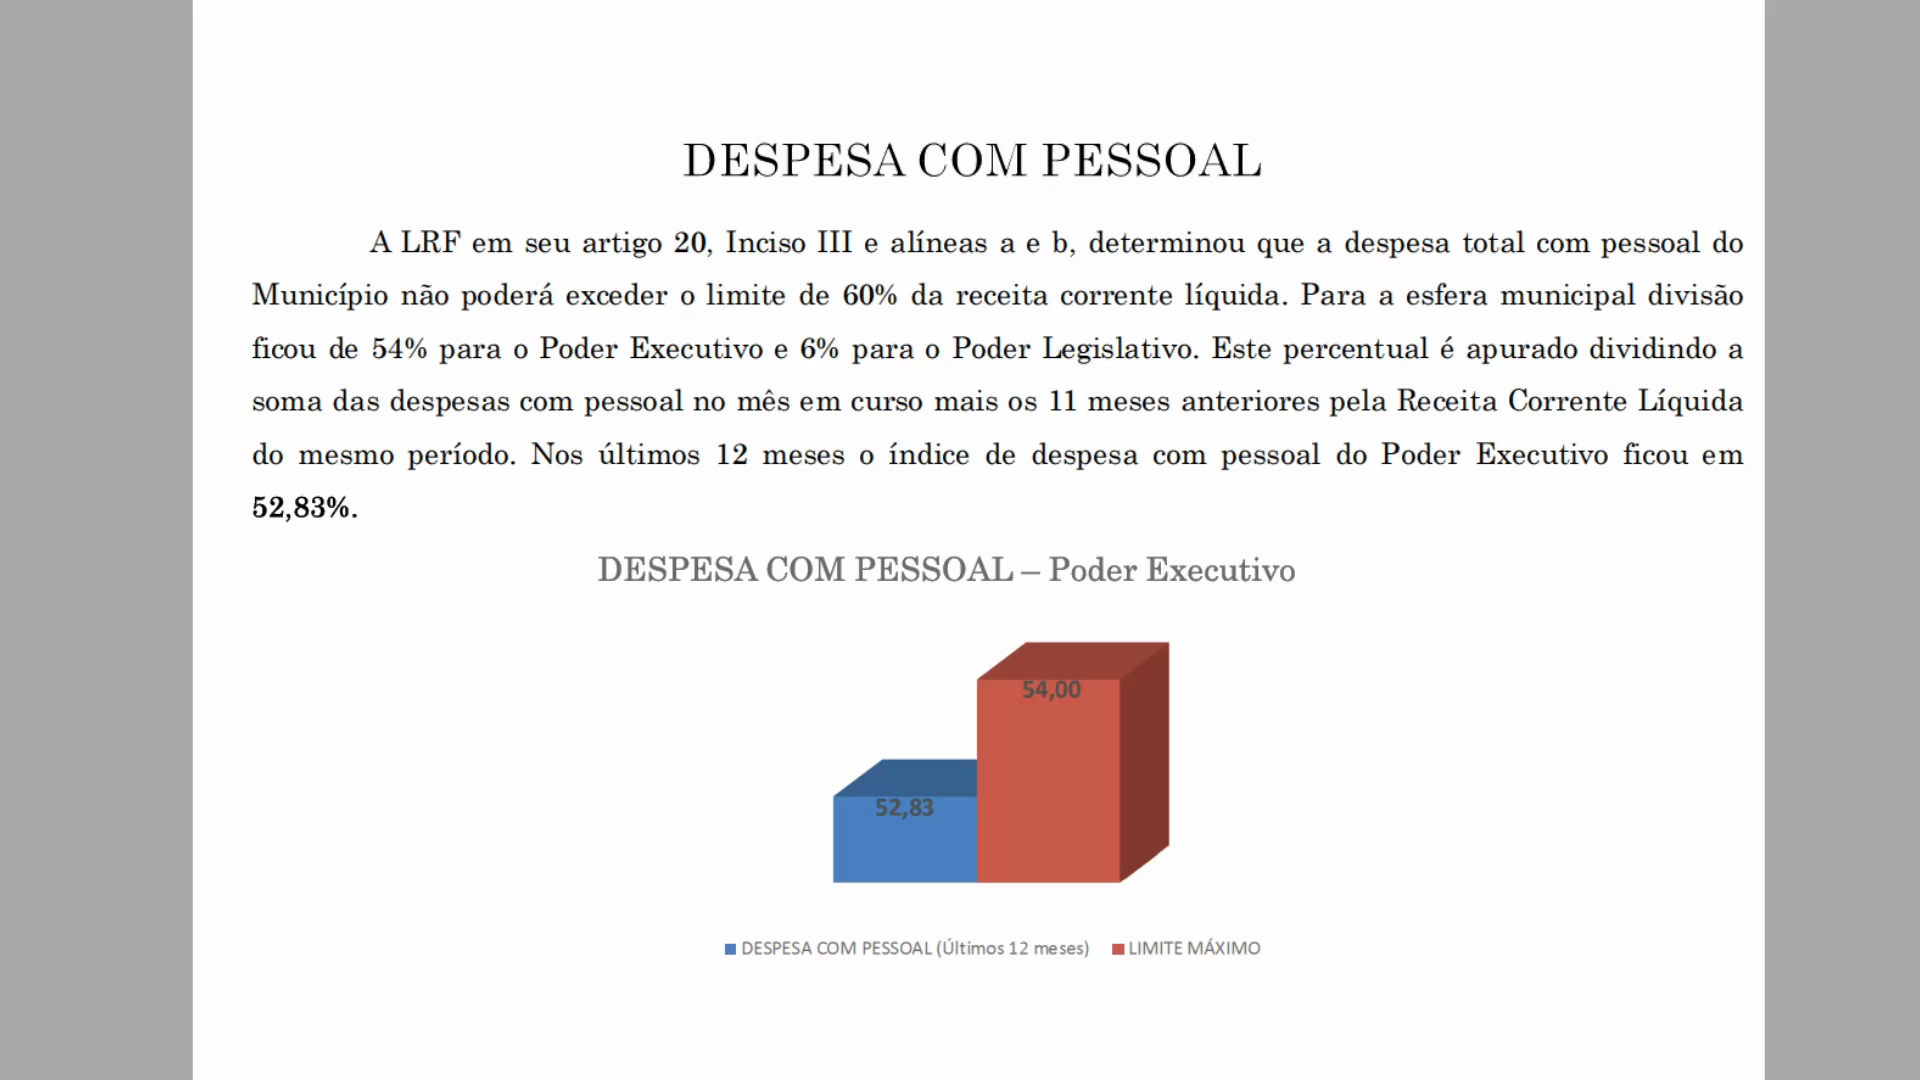 DESPESA COM PESSOAL
A LRF em seu artigo 20, Inciso III e alíneas a e b, determinou que a despesa total com pessoal do
Município não poderá exceder o limite de 60% da receita corrente líquida. Para a esfera municipal divisão
ficou de 54% para o Poder Executivo e 6% para o Poder Legislativo. Este percentual é apurado dividindo a
soma das despesas com pessoal no mês em curso mais os 11 meses anteriores pela Receita Corrente Líquida
do mesmo período. Nos últimos 12 meses o índice de despesa com pessoal do Poder Executivo ficou em
52,83%.
DESPESA COM PESSOAL – Poder Executivo
54,00
52,83
DESPESA COM PESSOAL (Últimos 12 meses) LIMITE MÁXIMO